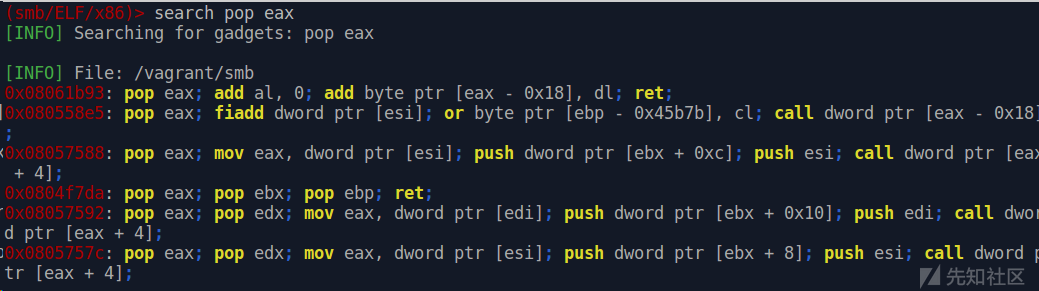 (smb/ELF/x86)> search pop eax
[INFO] Searching for gadgets: pop eax
[INFO] File: /vagrant/smb
0x08061b93: pop eax; add al, 0; add byte ptr [eax - 0x18], dl; ret;
0x080558e5: pop eax; fiadd dword ptr [esi]; or byte ptr [ebp - 0x45b7b], cl; call dword ptr [eax - 0x18]
;
0x08057588: pop eax; mov eax, dword ptr [esi]; push dword ptr [ebx + 0xc]; push esi; call dword ptr [eax
+ 4];
0x0804f7da: pop eax; pop ebx; pop ebp; ret;
0x08057592: pop eax; pop edx; mov eax, dword ptr [edi]; push dword ptr [ebx + 0x10]; push edi; call dwor
d ptr [eax + 4];
0x0805757c: pop eax; pop edx; mov eax, dword ptr [esi]; push dword ptr [ebx + 8]; push esi; call dword p
tr [eax + 4];
先知社区